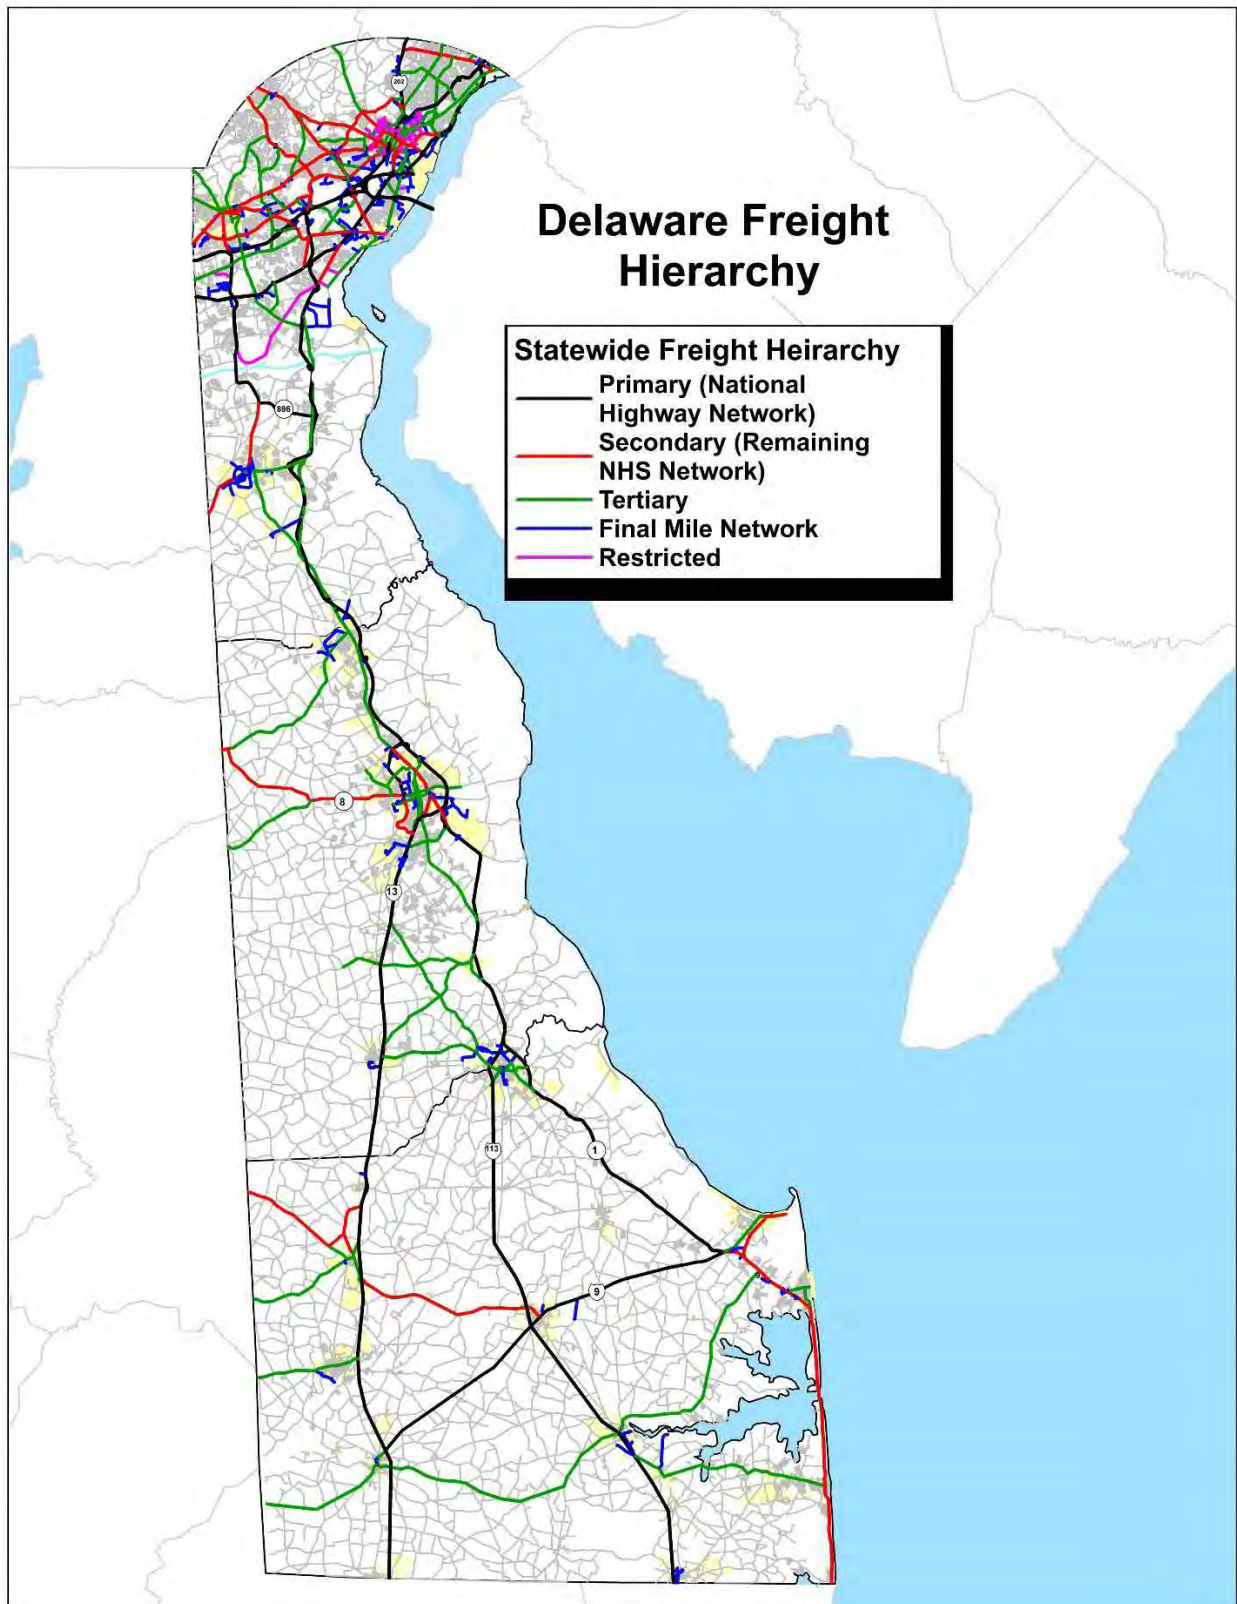 202
Delaware Freight
Hierarchy
Statewide Freight Heirarchy
Primary (National
Highway Network)
Secondary (Remaining
NHS Network)
Tertiary
Final Mile Network
Restricted
896
8
13
113
1
9